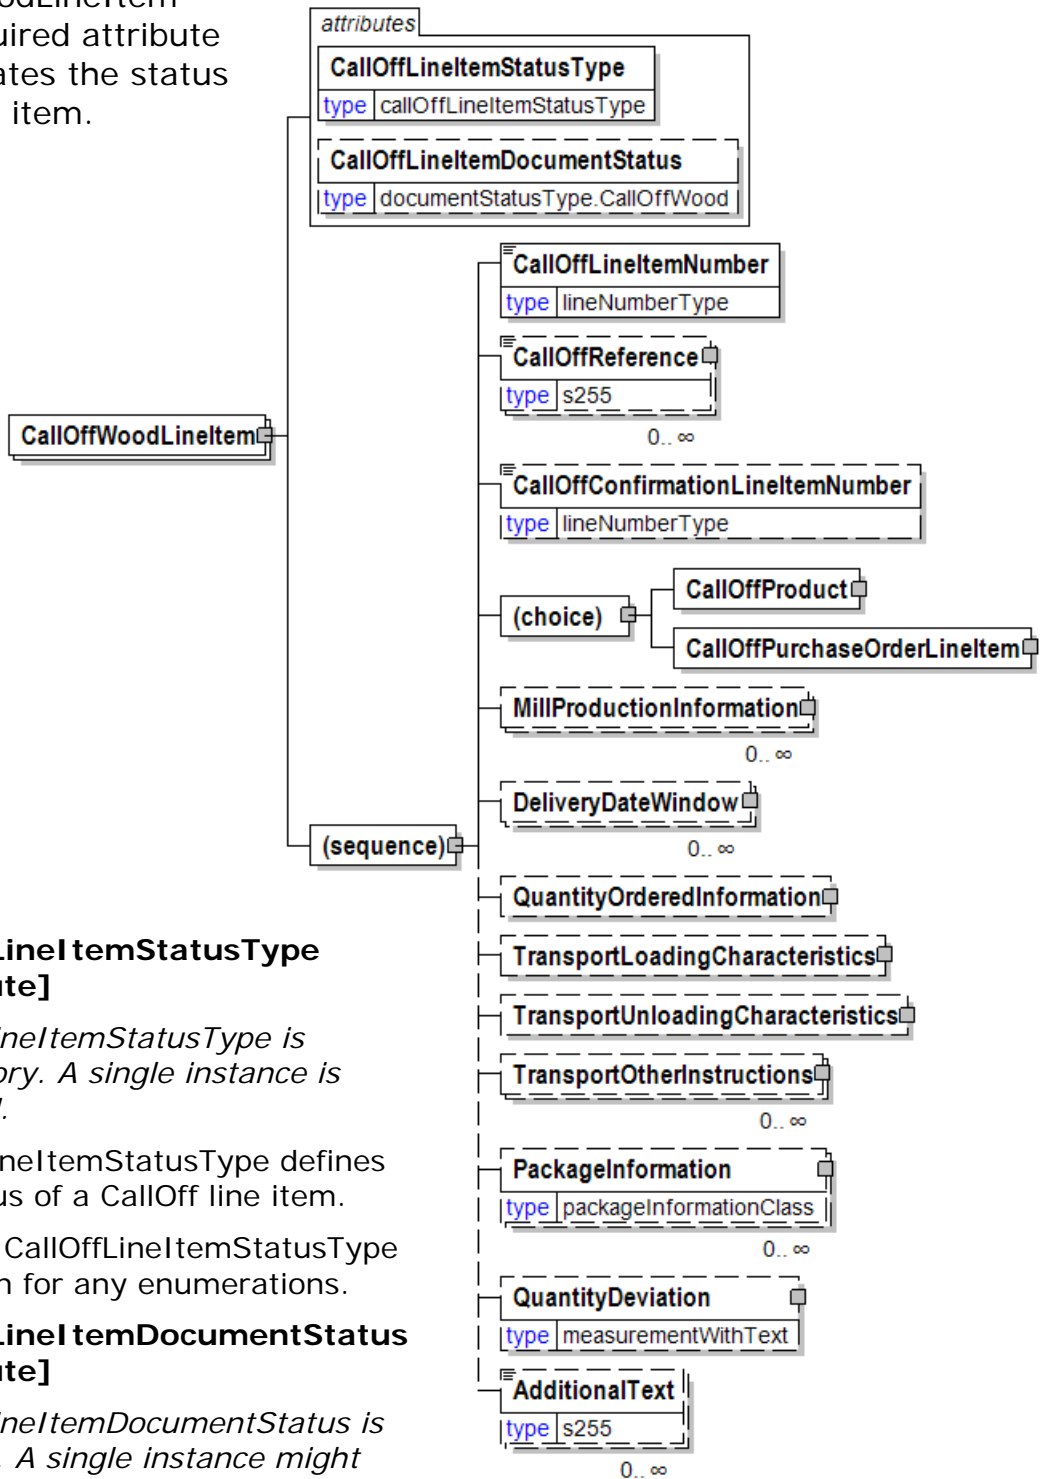 uired attribute
ates the status
item.
attributes
CallOffLineItemStatusType
type callOffLineItemStatusType
CallOffLineItemDocumentStatus
type documentStatusType.CallOffWood
CallOffWoodLineItem
(sequence)
CallOffLineItemNumber
type lineNumberType
CallOffReference
type s255
0.. ∞
CallOffConfirmationLineItemNumber
type lineNumberType
(choice)
CallOffProduct
CallOffPurchaseOrderLineItem
MillProductionInformation
0.. ∞
DeliveryDateWindow
0.. ∞
QuantityOrderedInformation
TransportLoadingCharacteristics
TransportUnloadingCharacteristics
TransportOtherInstructions
0.. ∞
PackageInformation
type packageInformationClass
0.. ∞
QuantityDeviation
type measurementWithText
AdditionalText
type s255
0.. ∞
LineItemStatusType
ute]
ineItemStatusType is
ory. A single instance is
l.
ineItemStatusType defines
us of a CallOff line item.
CallOffLineItemStatusType
n for any enumerations.
LineItemDocumentStatus
ute]
ineItemDocumentStatus is
. A single instance might